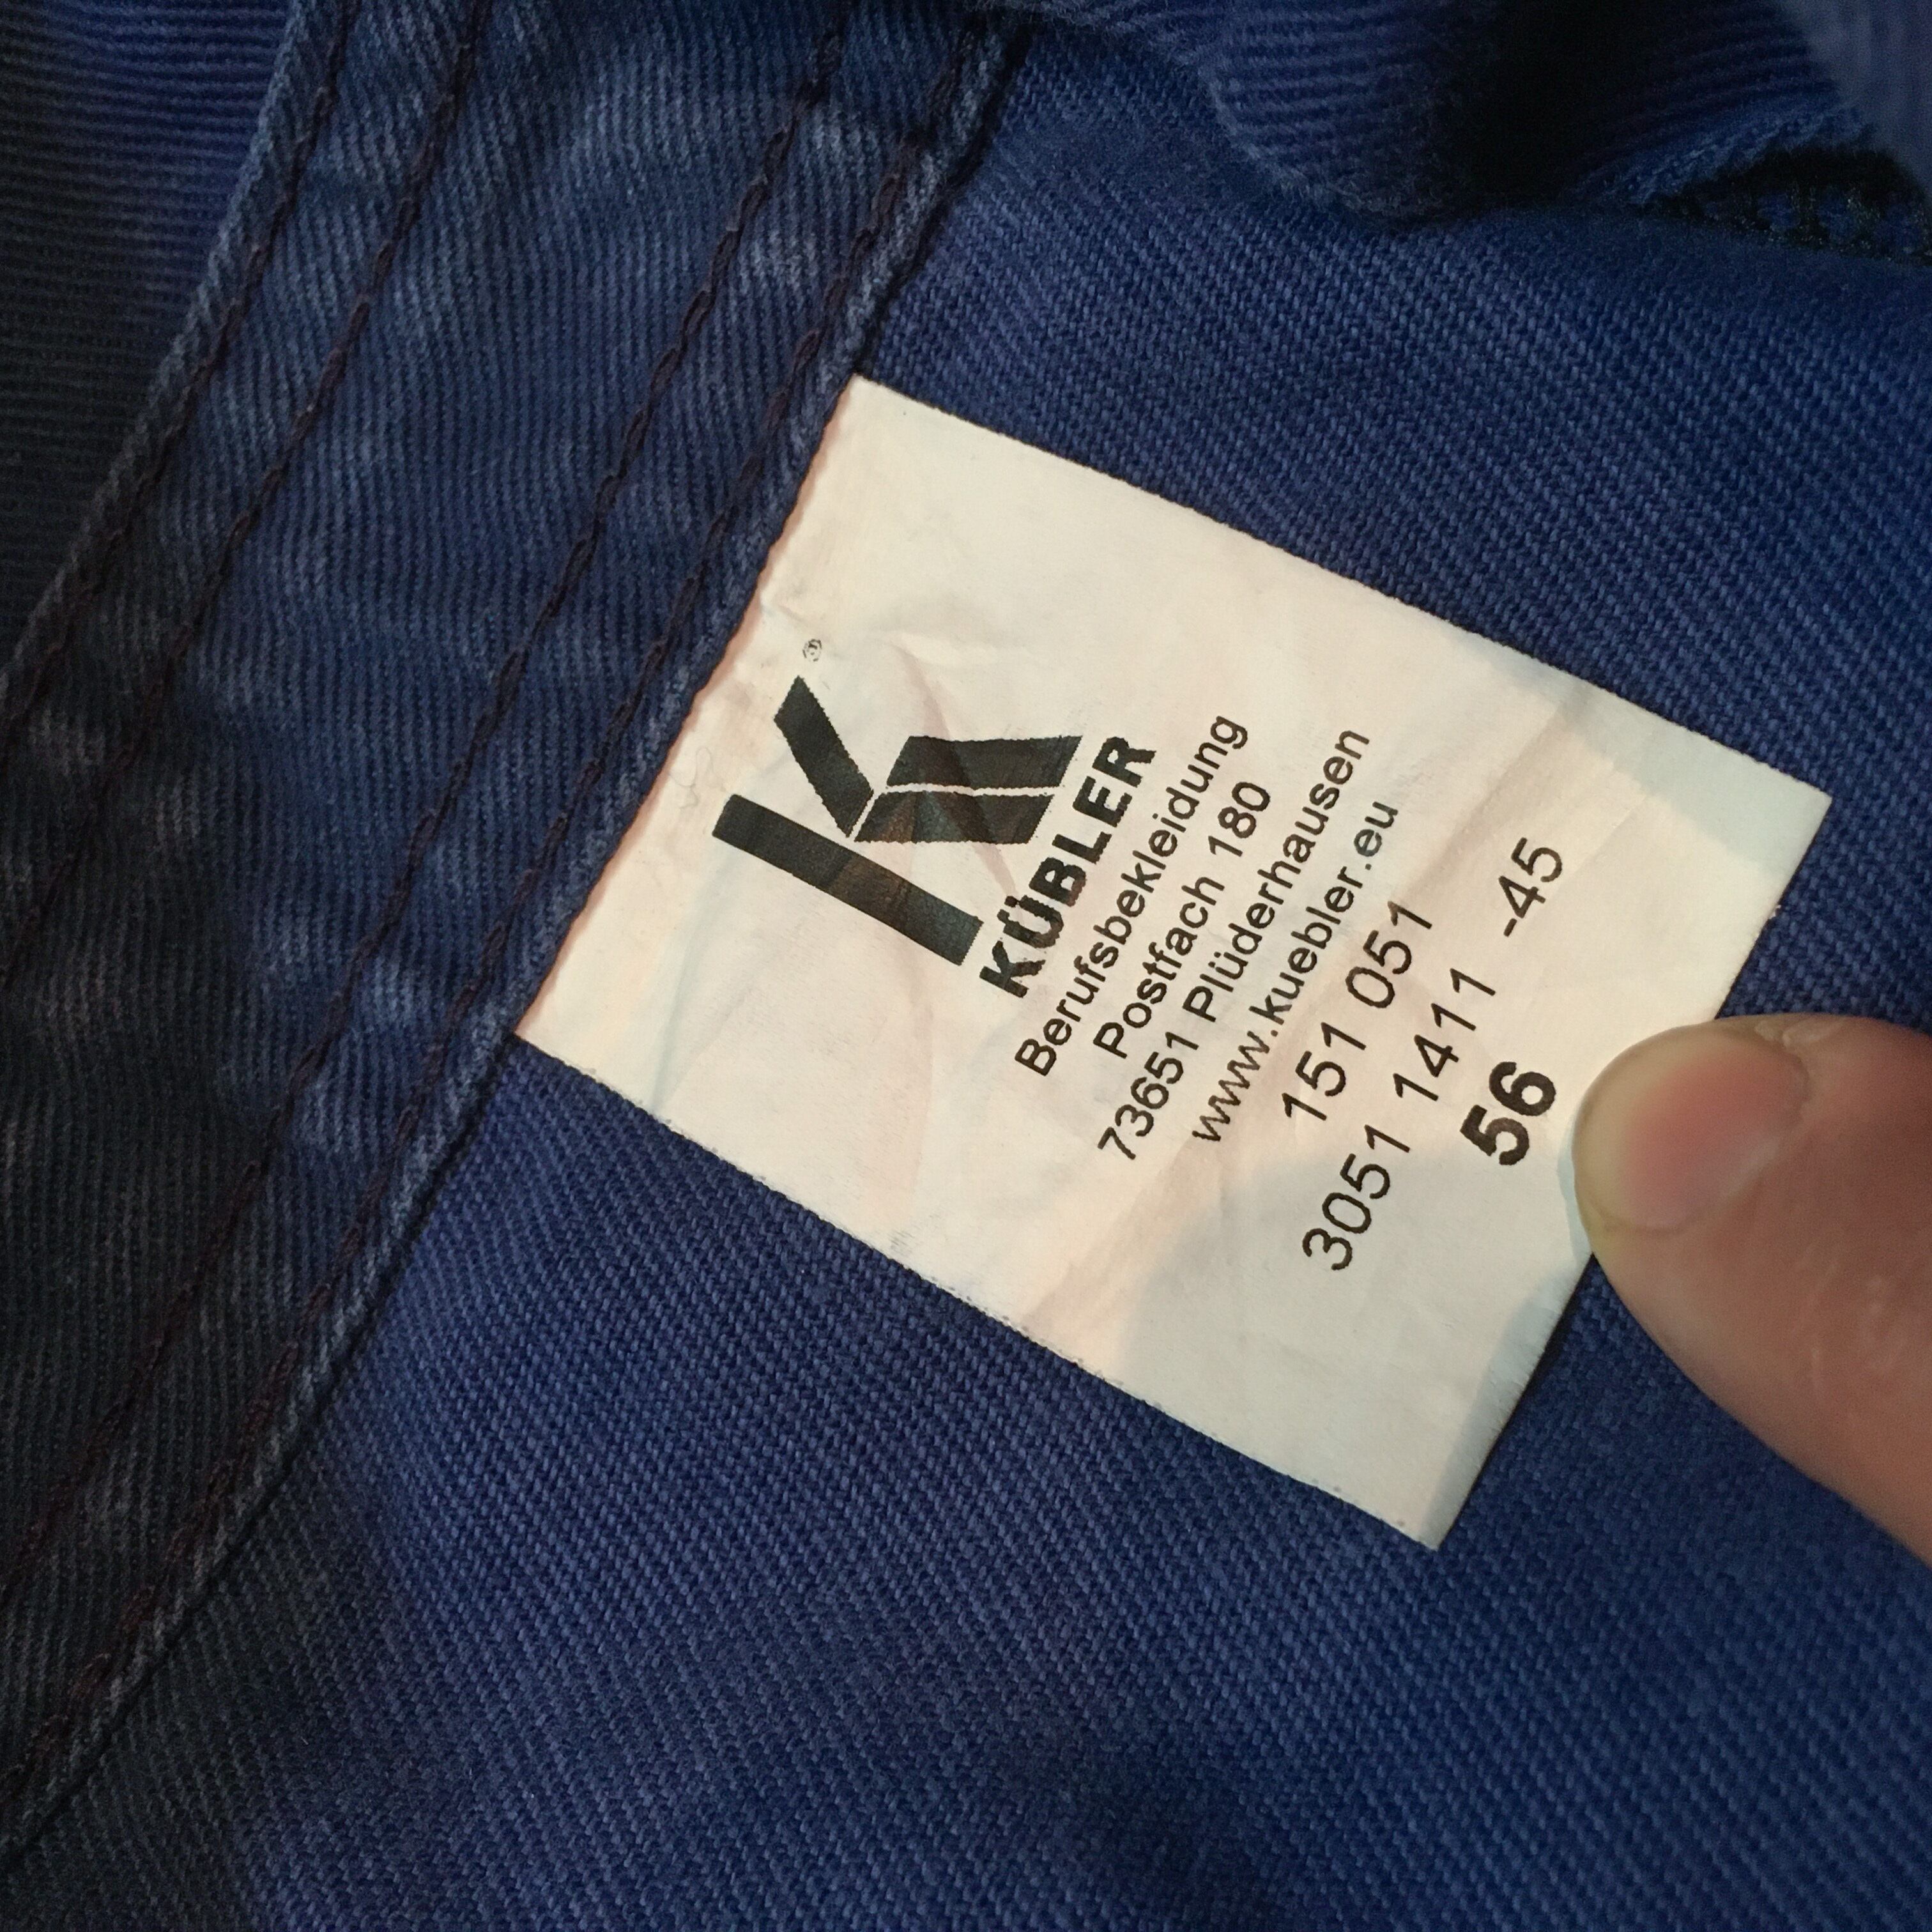 ®
KÜBLER
Berufsbekleidung
Postfach 180
73651 Plüderhausen
www.kuebler.eu
151 051
3051 1411 -45
56